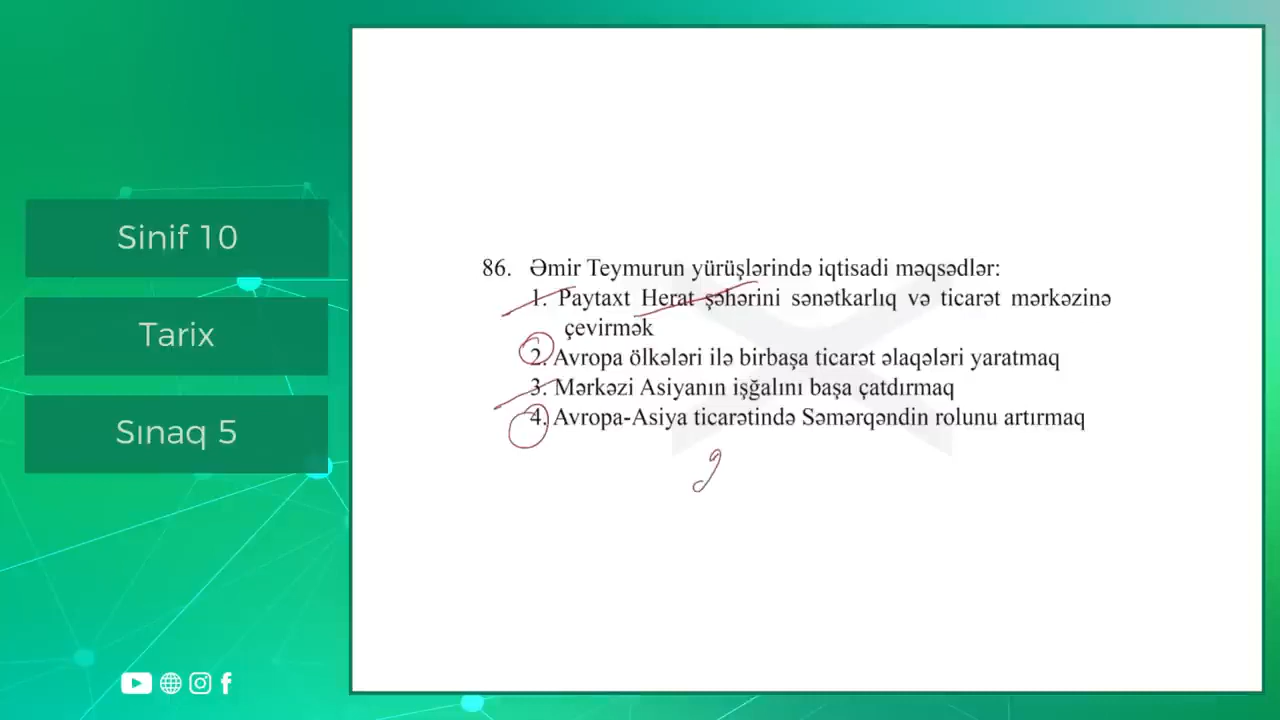 Sinif 10
Tarix
Sınaq 5
86. Əmir Teymurun yürüşlərində iqtisadi məqsədlər:
1. Paytaxt Herat şəhərini sənətkarlıq və ticarət mərkəzinə
çevirmək
2. Avropa ölkələri ilə birbaşa ticarət əlaqələri yaratmaq
3. Mərkəzi Asiyanın işğalını başa çatdırmaq
4. Avropa-Asiya ticarətində Səmərqəndin rolunu artırmaq